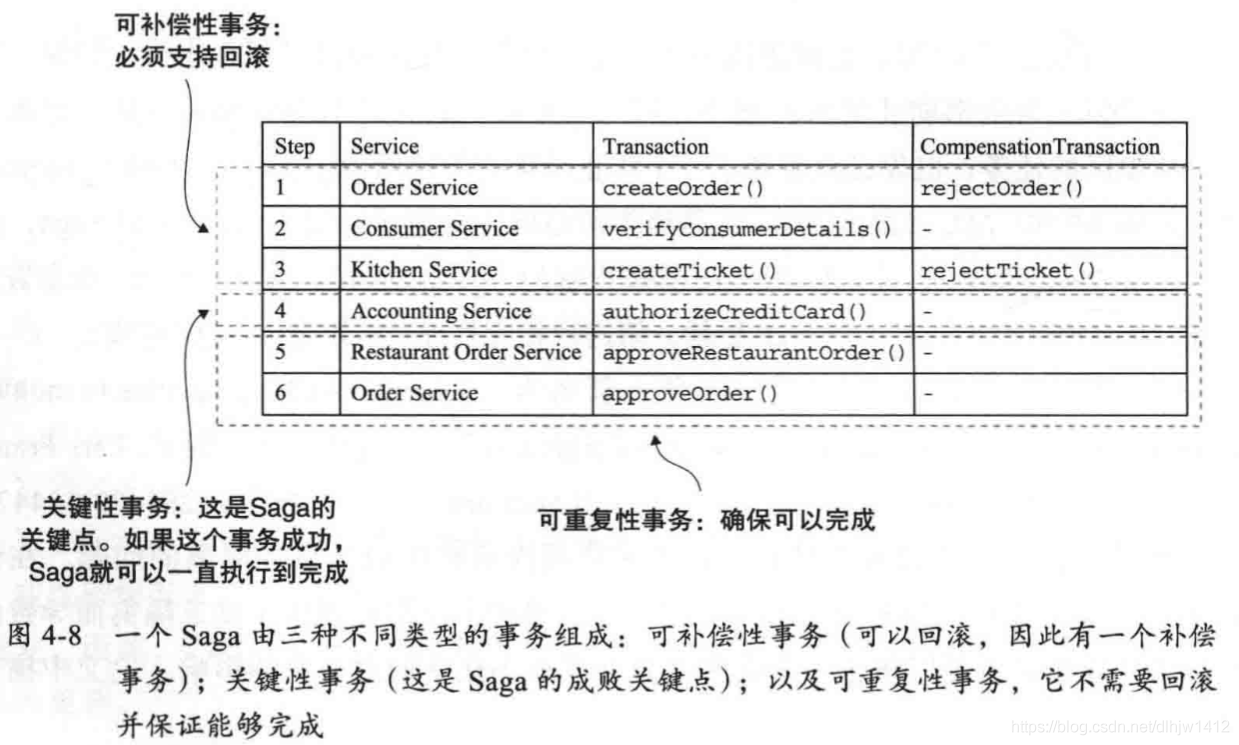 可补偿性事务：
必须支持回滚
Step Service Transaction CompensationTransaction
1 Order Service createOrder() rejectOrder()
2 Consumer Service verifyConsumerDetails() -
3 Kitchen Service createTicket() rejectTicket()
4 Accounting Service authorizeCreditCard() -
5 Restaurant Order Service approveRestaurantOrder() -
6 Order Service approveOrder() -
关键性事务：这是Saga的
关键点。如果这个事务成功，
Saga就可以一直执行到完成
可重复性事务：确保可以完成
图 4-8 一个 Saga 由三种不同类型的事务组成：可补偿性事务（可以回滚，因此有一个补偿
事务）；关键性事务（这是 Saga 的成败关键点）；以及可重复性事务，它不需要回滚
并保证能够完成
https://blog.csdn.net/dlhjw1412